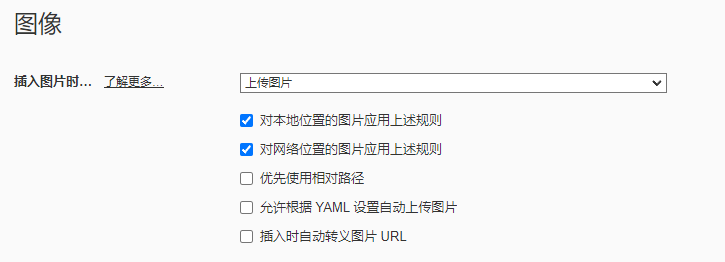 图像
插入图片时... 了解更多... 上传图片
对本地位置的图片应用上述规则
对网络位置的图片应用上述规则
优先使用相对路径
允许根据 YAML 设置自动上传图片
插入时自动转义图片 URL